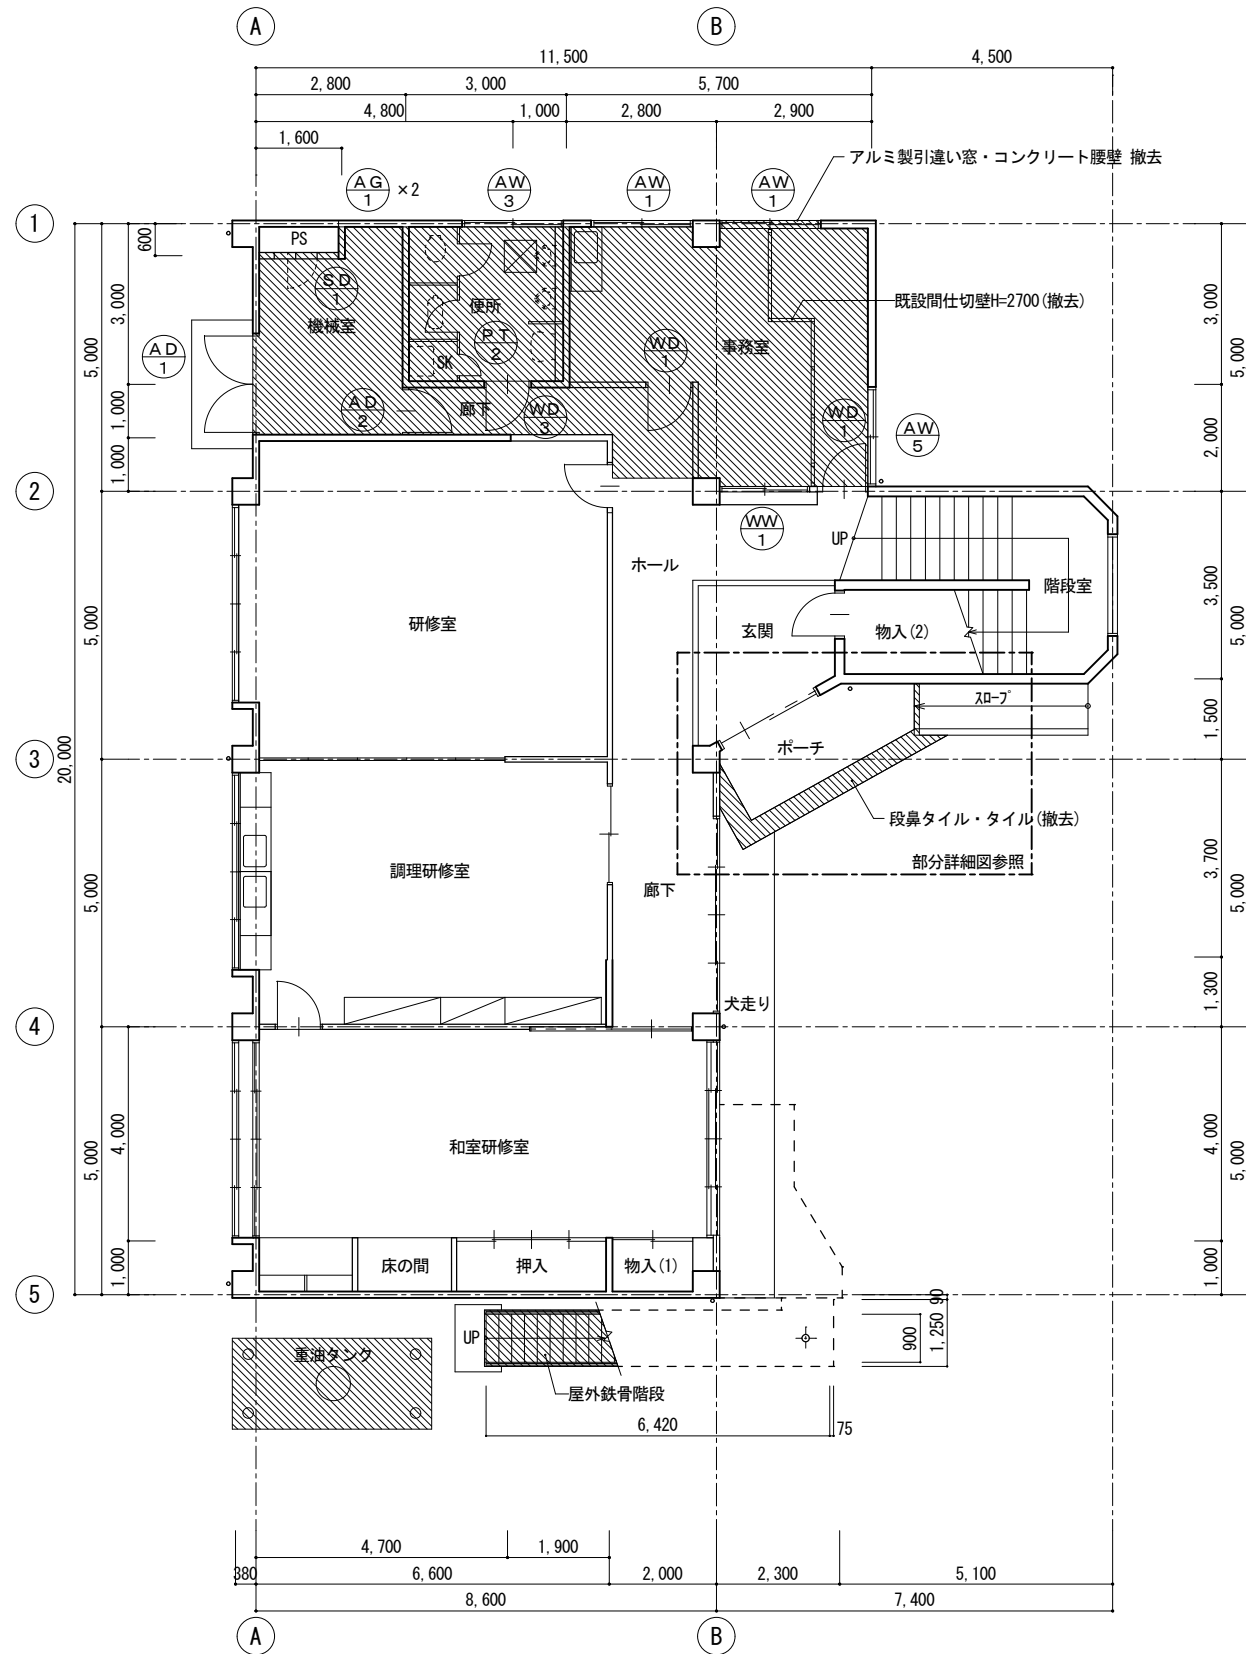 A
B
11,500
4,500
2,800
3,000
5,700
4,800
1,000
2,800
2,900
1,600
アルミ製引違い窓・コンクリート腰壁 撤去
AG
1
×2
AW
3
AW
1
AW
1
1
600
PS
3,000
5,000
1,000
1,000
SD
1
機械室
便所
PT
2
SK
既設間仕切壁H=2700(撤去)
事務室
WD
1
AD
1
AD
2
廊下
WD
3
WD
1
AW
5
3,000
5,000
2,000
2
WW
1
UP
ホール
階段室
研修室
玄関
物入(2)
5,000
3,500
5,000
1,500
スロープ
ポーチ
3
20,000
段鼻タイル・タイル(撤去)
部分詳細図参照
調理研修室
廊下
5,000
3,700
5,000
1,300
犬走り
4
和室研修室
4,000
5,000
1,000
4,000
5,000
1,000
床の間
押入
物入(1)
5
UP
重油タンク
屋外鉄骨階段
900
1,250
90
6,420
75
4,700
1,900
380
6,600
2,000
2,300
5,100
8,600
7,400
A
B